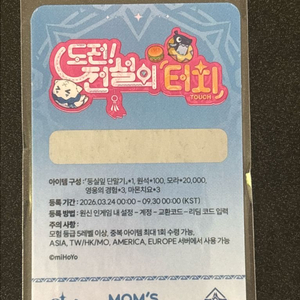 도전!
전설의 터치
TOUCH
아이템 구성 : 「등설잎 단말기」*1, 원석*100, 모라*20,000,
영웅의 경험*3, 마몬지요*3
등록 기간 : 2026.03.24 00:00 ~ 09.30 00:00 (KST)
등록 방법 : 원신 인게임 내 설정 - 계정 - 교환코드 - 리딤 코드 입력
주의 사항 :
모험 등급 5레벨 이상, 중복 아이템 최대 1회 수령 가능,
ASIA, TW/HK/MO, AMERICA, EUROPE 서버에서 사용 가능
©miHoYo
MOM'S